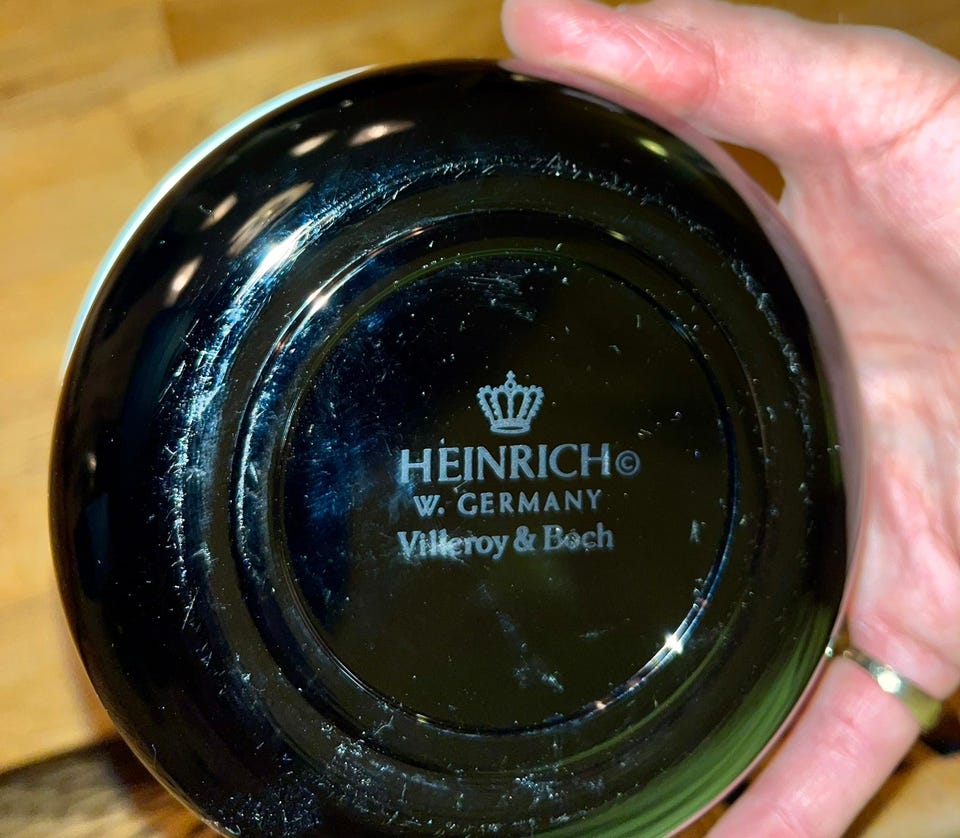 HEINRICH©
W. GERMANY
Villeroy & Boch